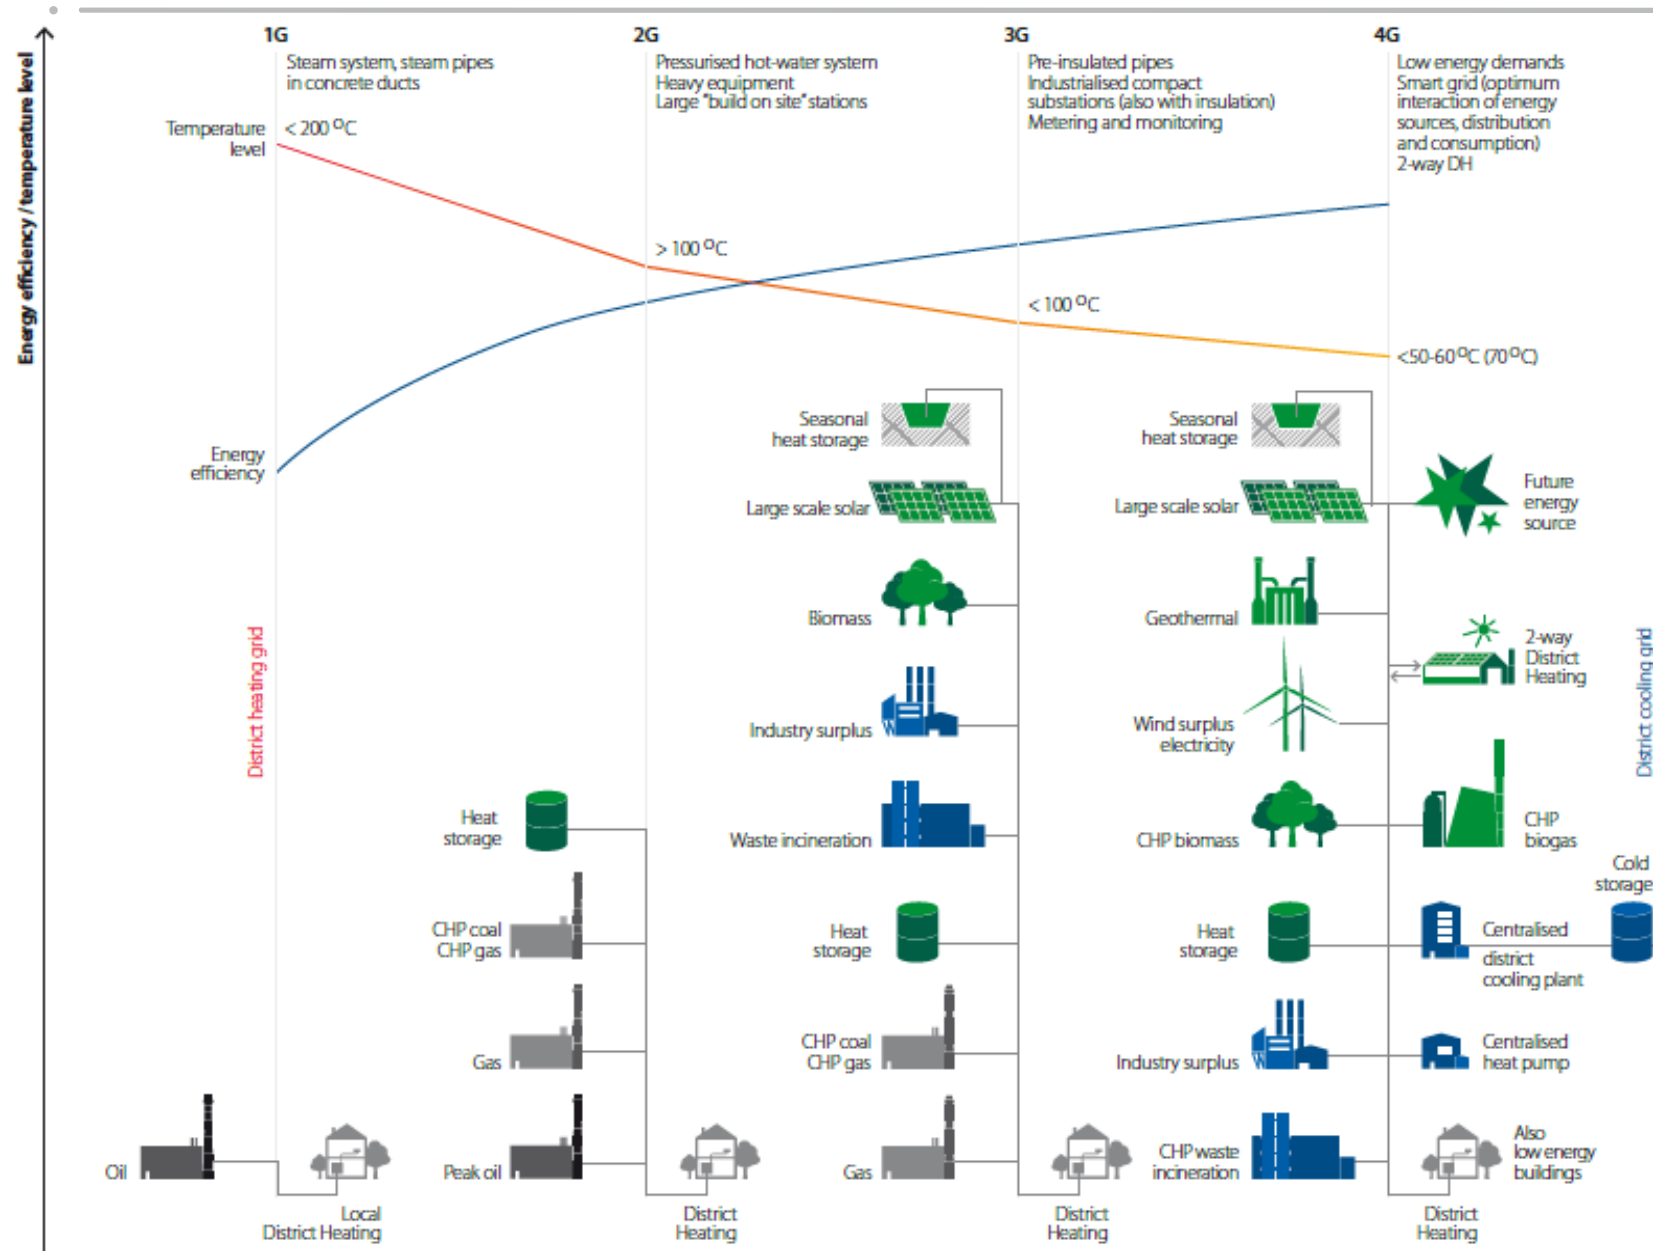 1G
2G
3G
4G
Steam system, steam pipes
in concrete ducts
Pressurised hot-water system
Heavy equipment
Large "build on site" stations
Pre-insulated pipes
Industrialised compact
substations (also with insulation)
Metering and monitoring
Low energy demands
Smart grid (optimum
interaction of energy
sources, distribution
and consumption)
2-way DH
Energy efficiency / temperature level
Temperature
level
< 200 °C
> 100 °C
< 100 °C
<50-60 °C (70 °C)
Energy
efficiency
District heating grid
Oil
Local
District Heating
Heat
storage
CHP coal
CHP gas
Gas
Peak oil
District
Heating
Seasonal
heat storage
Large scale solar
Biomass
Industry surplus
Waste incineration
Heat
storage
CHP coal
CHP gas
Gas
District
Heating
Seasonal
heat storage
Large scale solar
Geothermal
Wind surplus
electricity
CHP biomass
Heat
storage
Industry surplus
CHP waste
incineration
Future
energy
source
2-way
District
Heating
CHP
biogas
Cold
storage
Centralised
district
cooling plant
Centralised
heat pump
Also
low energy
buildings
District
Heating
District cooling grid